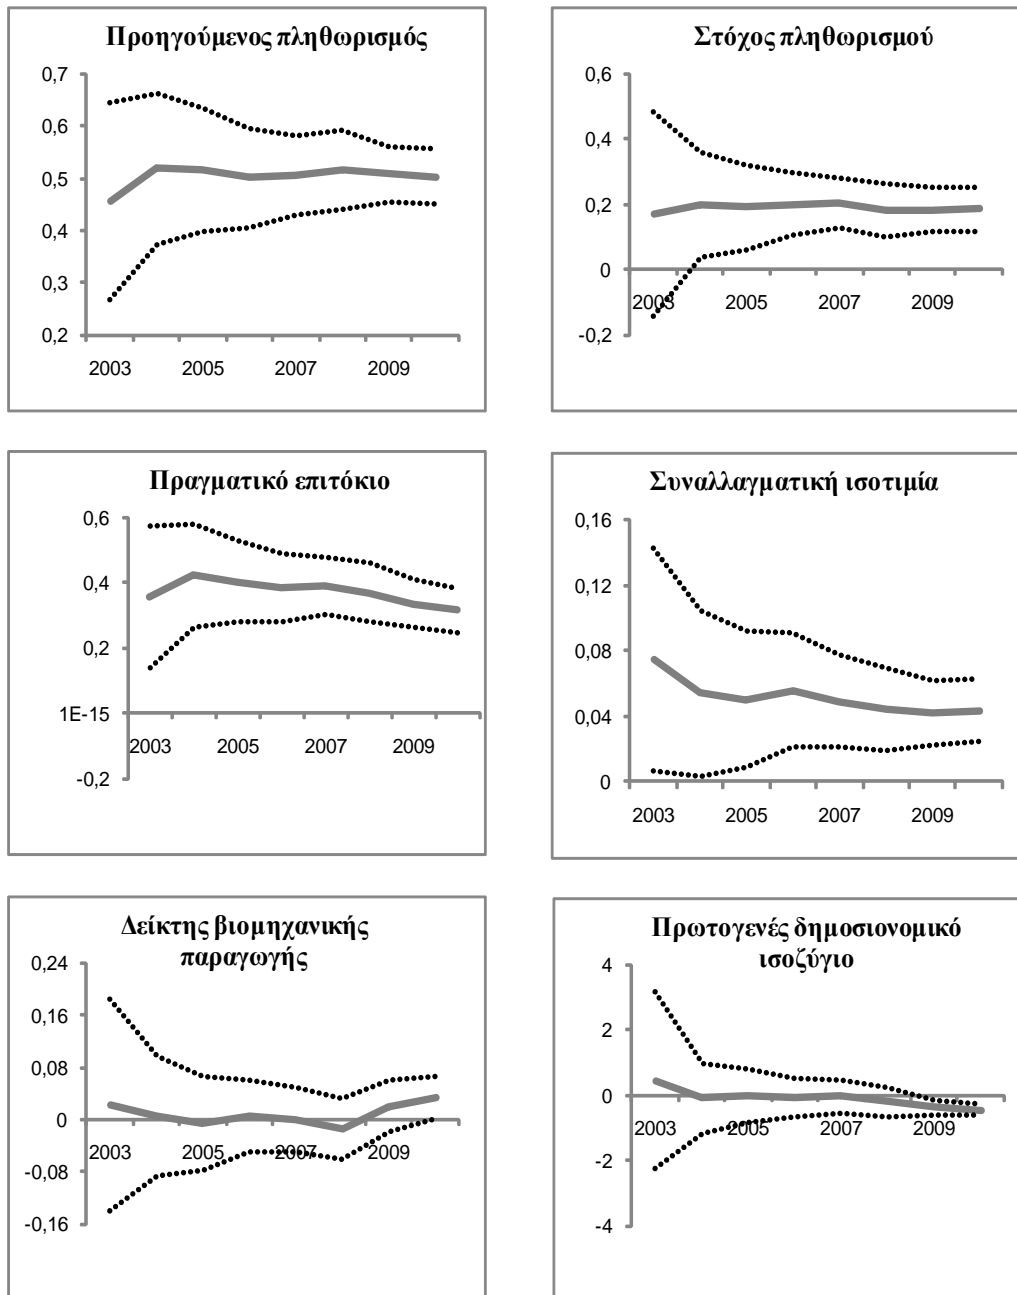 Προηγούμενος πληθωρισμός
0,7
0,6
0,5
0,4
0,3
0,2
2003 2005 2007 2009
Στόχος πληθωρισμού
0,6
0,4
0,2
0
-0,2
2003 2005 2007 2009
Πραγματικό επιτόκιο
0,6
0,4
0,2
1E-15
-0,2
2003 2005 2007 2009
Συναλλαγματική ισοτιμία
0,16
0,12
0,08
0,04
0
2003 2005 2007 2009
Δείκτης βιομηχανικής
παραγωγής
0,24
0,16
0,08
0
-0,08
-0,16
2003 2005 2007 2009
Πρωτογενές δημοσιονομικό
ισοζύγιο
4
2
0
-2
-4
2003 2005 2007 2009